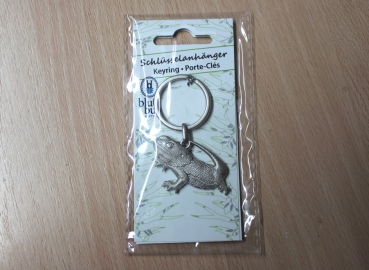 Schlüsselanhänger
Keyring • Porte-Clés